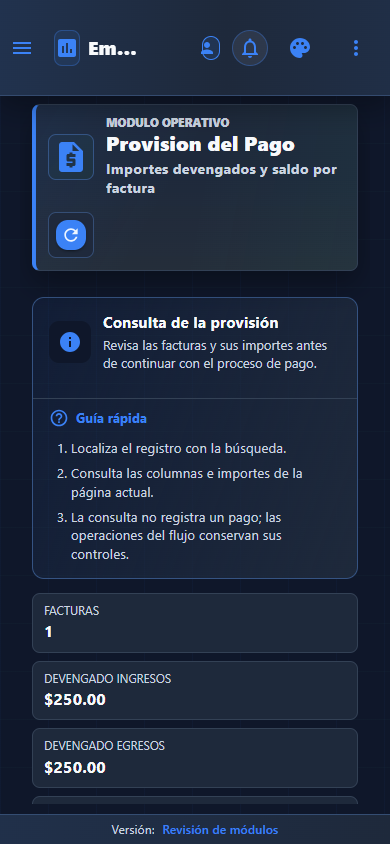 Em...
MODULO OPERATIVO
Provision del Pago
Importes devengados y saldo por
factura
Consulta de la provisión
Revisa las facturas y sus importes antes
de continuar con el proceso de pago.
Guía rápida
1. Localiza el registro con la búsqueda.
2. Consulta las columnas e importes de la
página actual.
3. La consulta no registra un pago; las
operaciones del flujo conservan sus
controles.
FACTURAS
1
DEVENGADO INGRESOS
$250.00
DEVENGADO EGRESOS
$250.00
Versión: Revisión de módulos